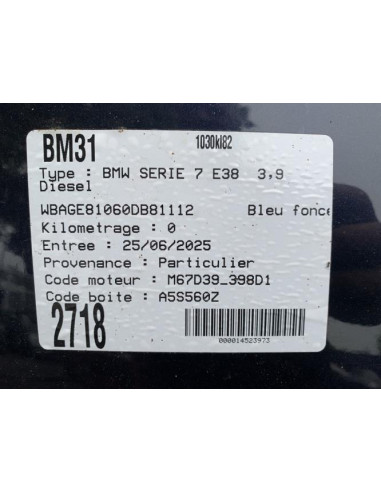 BM31 1030kl82
Type : BMW SERIE 7 E38 3,9
Diesel
WBAGE81060DB81112 Bleu fonce
Kilometrage : 0
Entree : 25/06/2025
Provenance : Particulier
Code moteur : M67D39_398D1
Code boite : A5S560Z
2718
000014523973